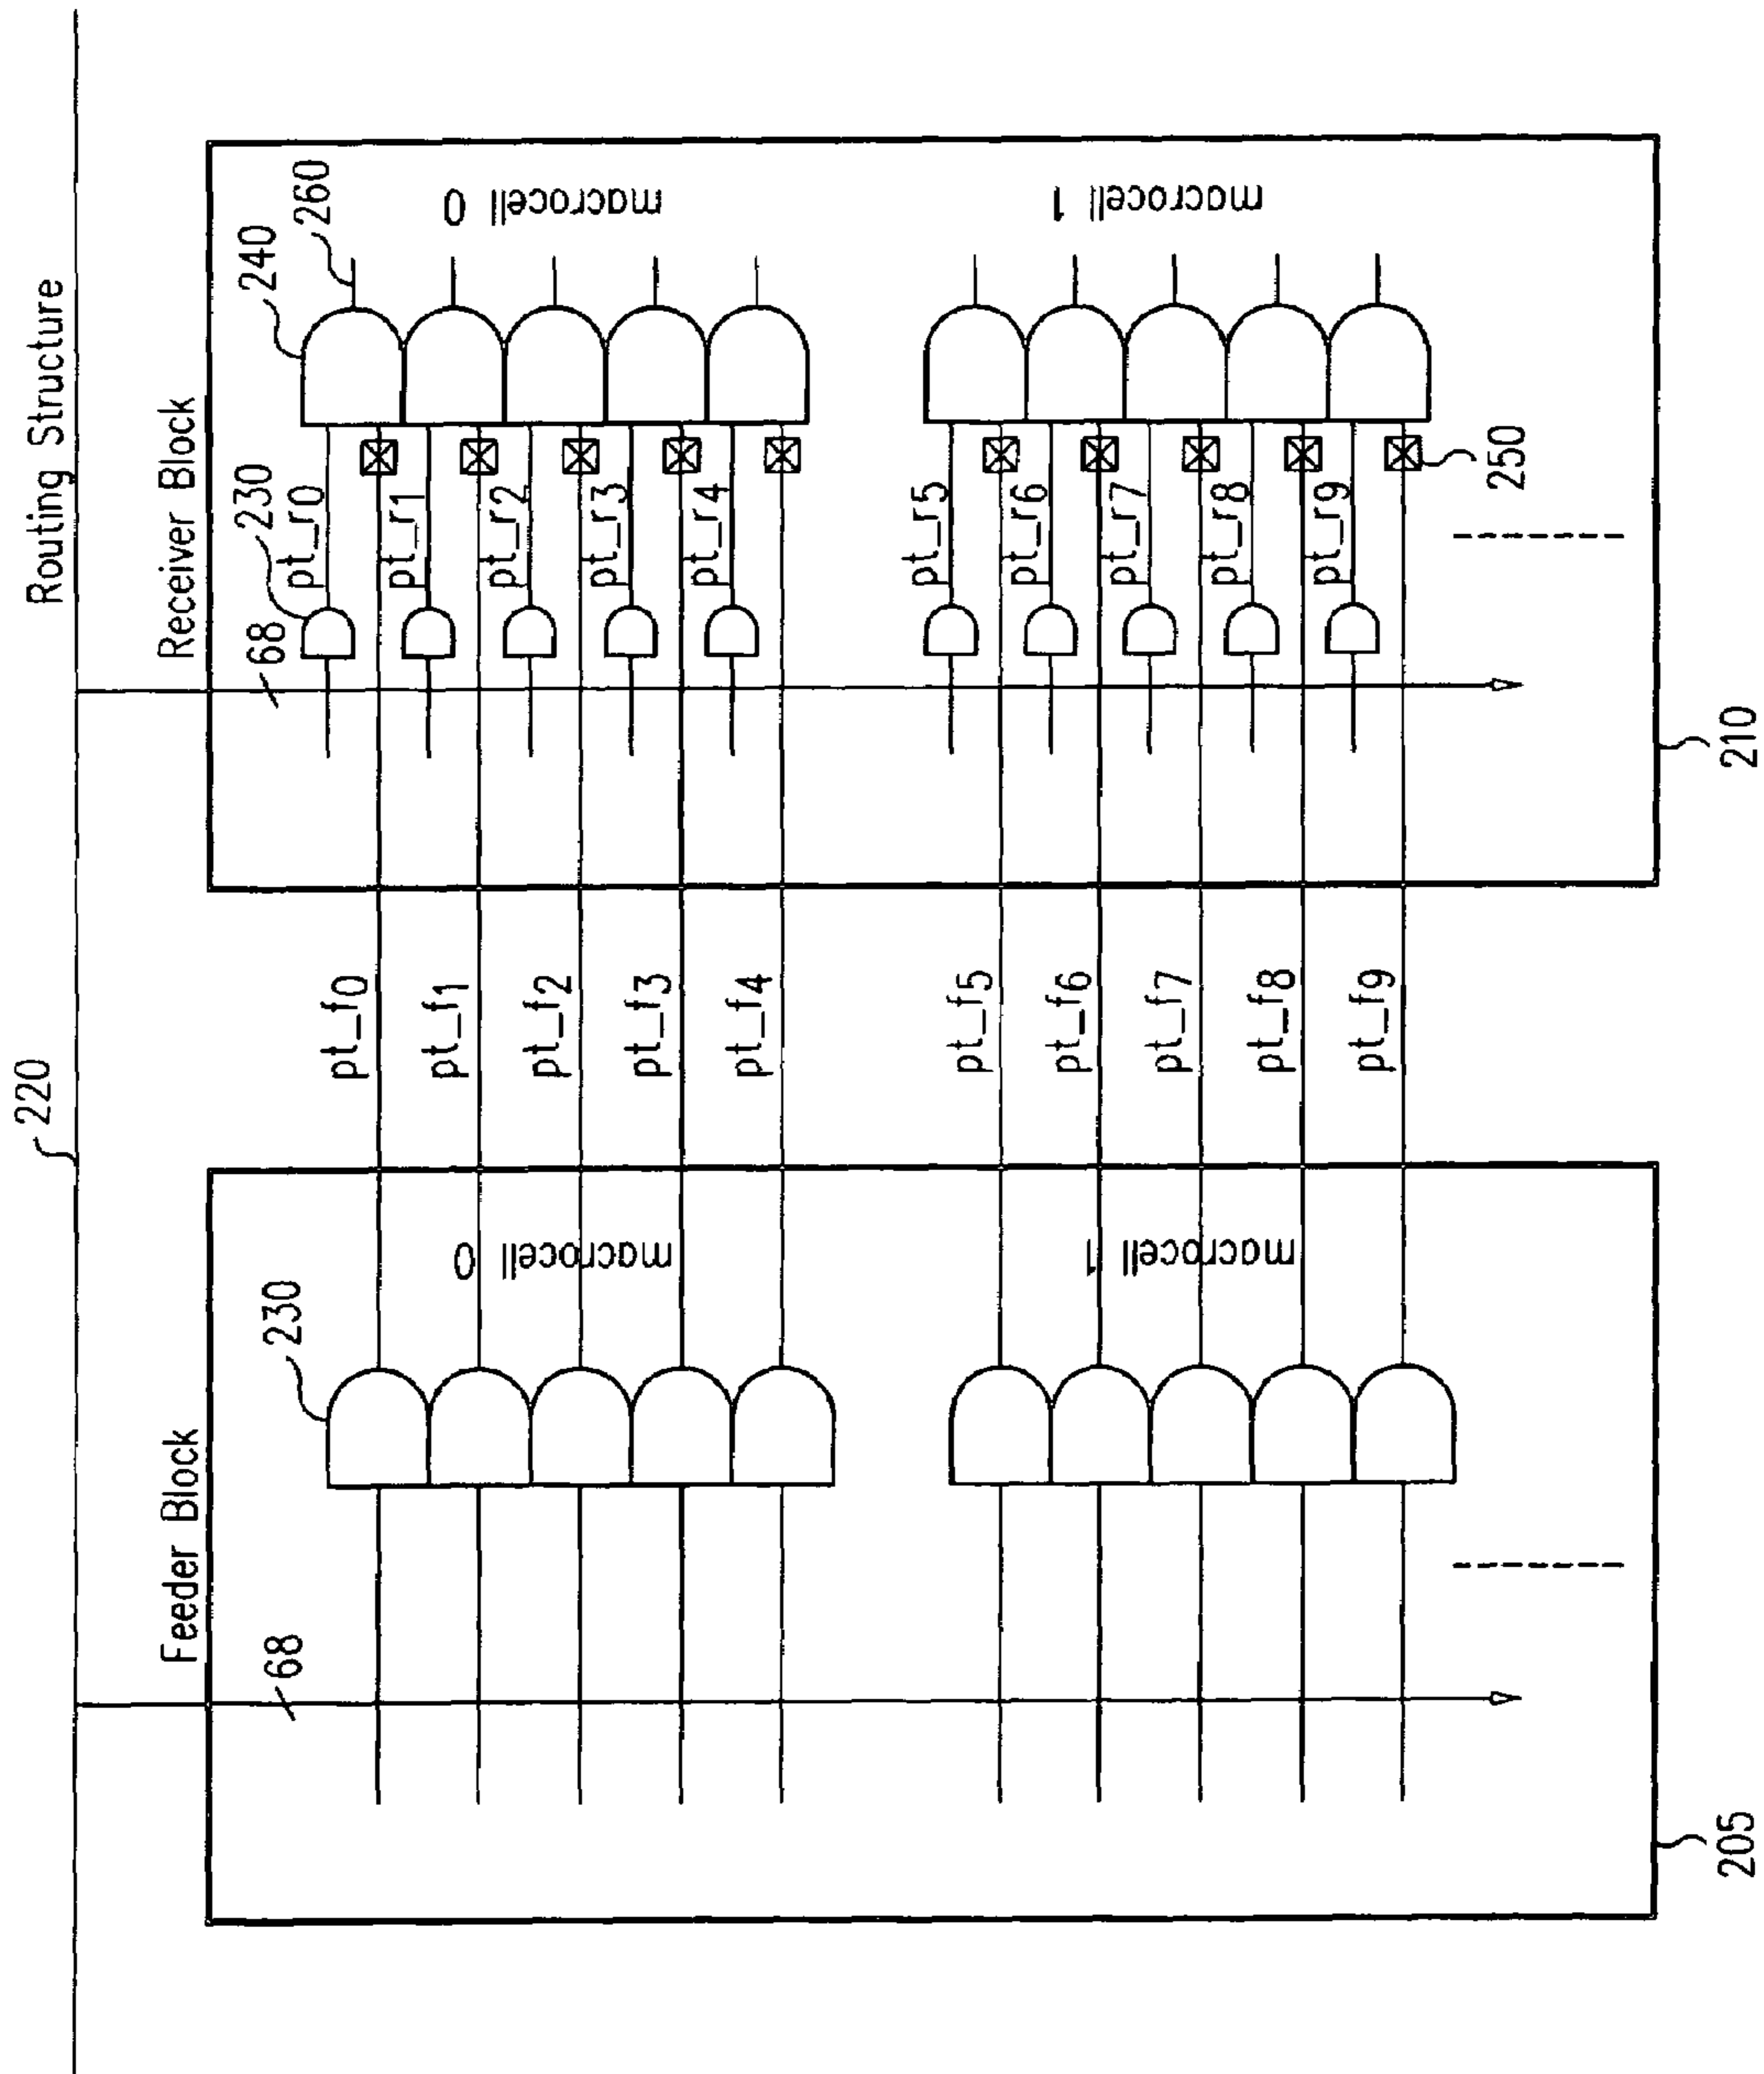 Routing Structure
220
Receiver Block
68
230
240
260
pt_r0
pt_r1
pt_r2
pt_r3
pt_r4
macrocell 0
pt_r5
pt_r6
pt_r7
pt_r8
pt_r9
macrocell 1
250
210
pt_f0
pt_f1
pt_f2
pt_f3
pt_f4
pt_f5
pt_f6
pt_f7
pt_f8
pt_f9
Feeder Block
68
230
macrocell 0
macrocell 1
205